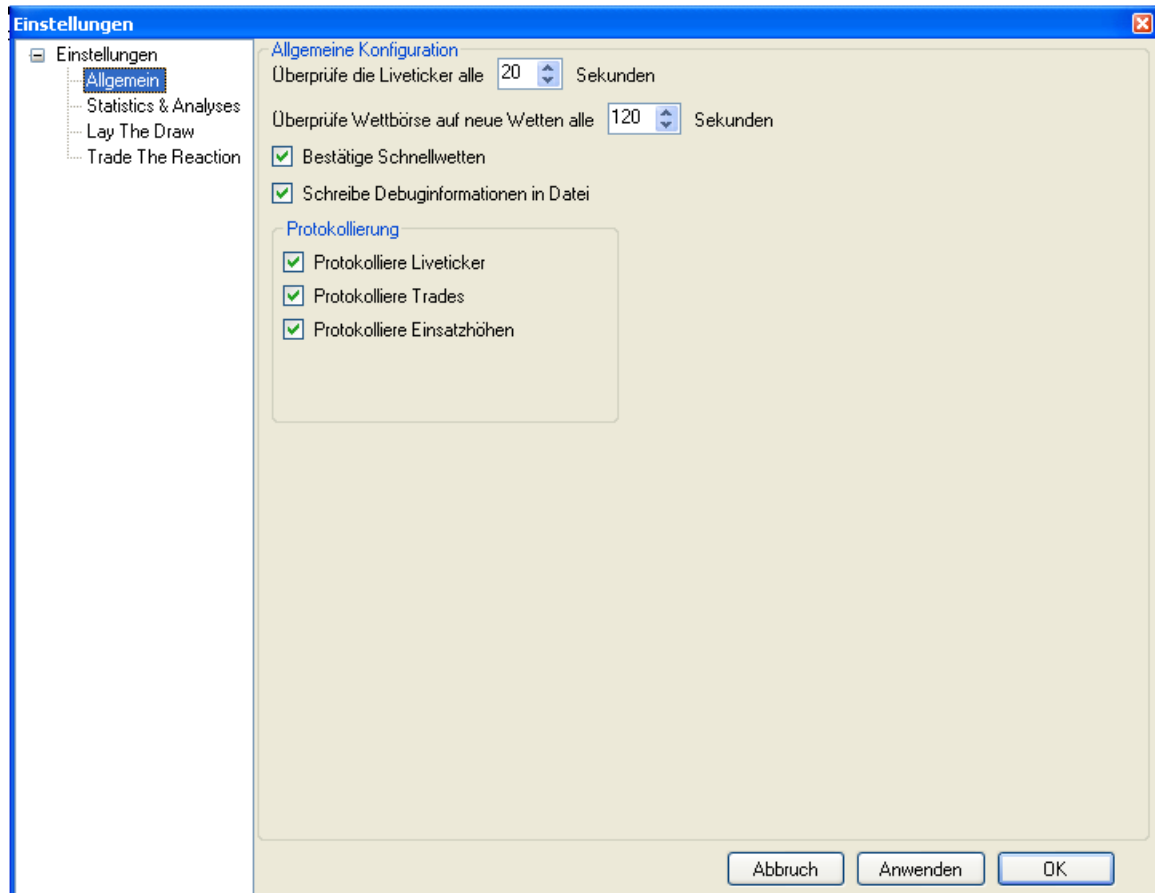 Einstellungen
Einstellungen
Allgemein
Statistics & Analyses
Lay The Draw
Trade The Reaction
Allgemeine Konfiguration
Überprüfe die Liveticker alle 20 Sekunden
Überprüfe Wettbörse auf neue Wetten alle 120 Sekunden
Bestätige Schnellwetten
Schreibe Debuginformationen in Datei
Protokollierung
Protokolliere Liveticker
Protokolliere Trades
Protokolliere Einsatzhöhen
Abbruch Anwenden OK